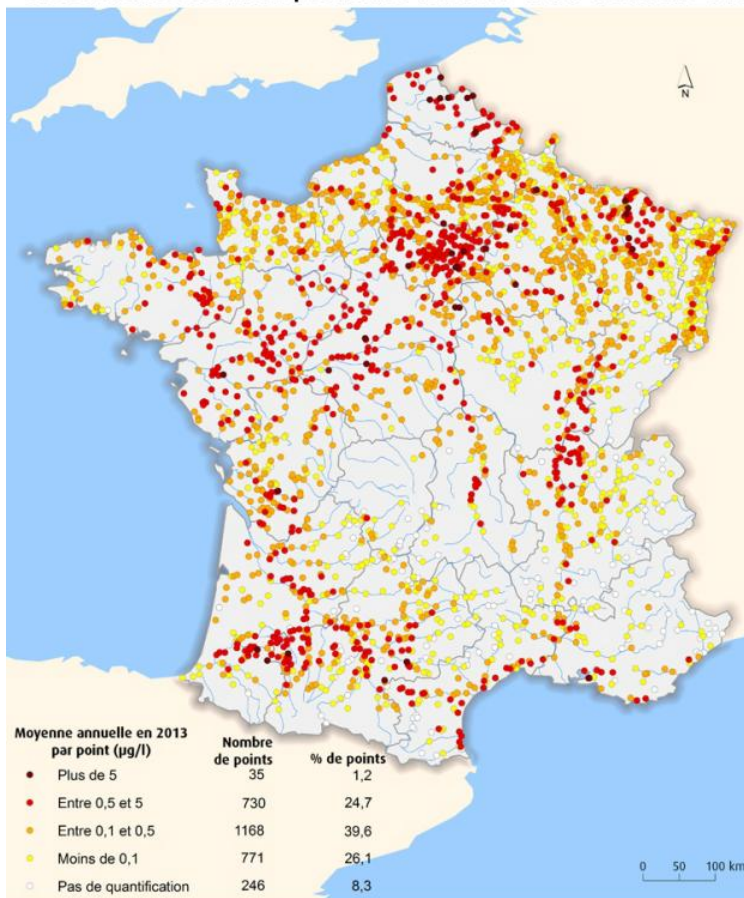 N
Moyenne annuelle en 2013
par point (µg/l)
Nombre
de points
% de points
Plus de 5 35 1,2
Entre 0,5 et 5 730 24,7
Entre 0,1 et 0,5 1168 39,6
Moins de 0,1 771 26,1
Pas de quantification 246 8,3
0 50 100 km